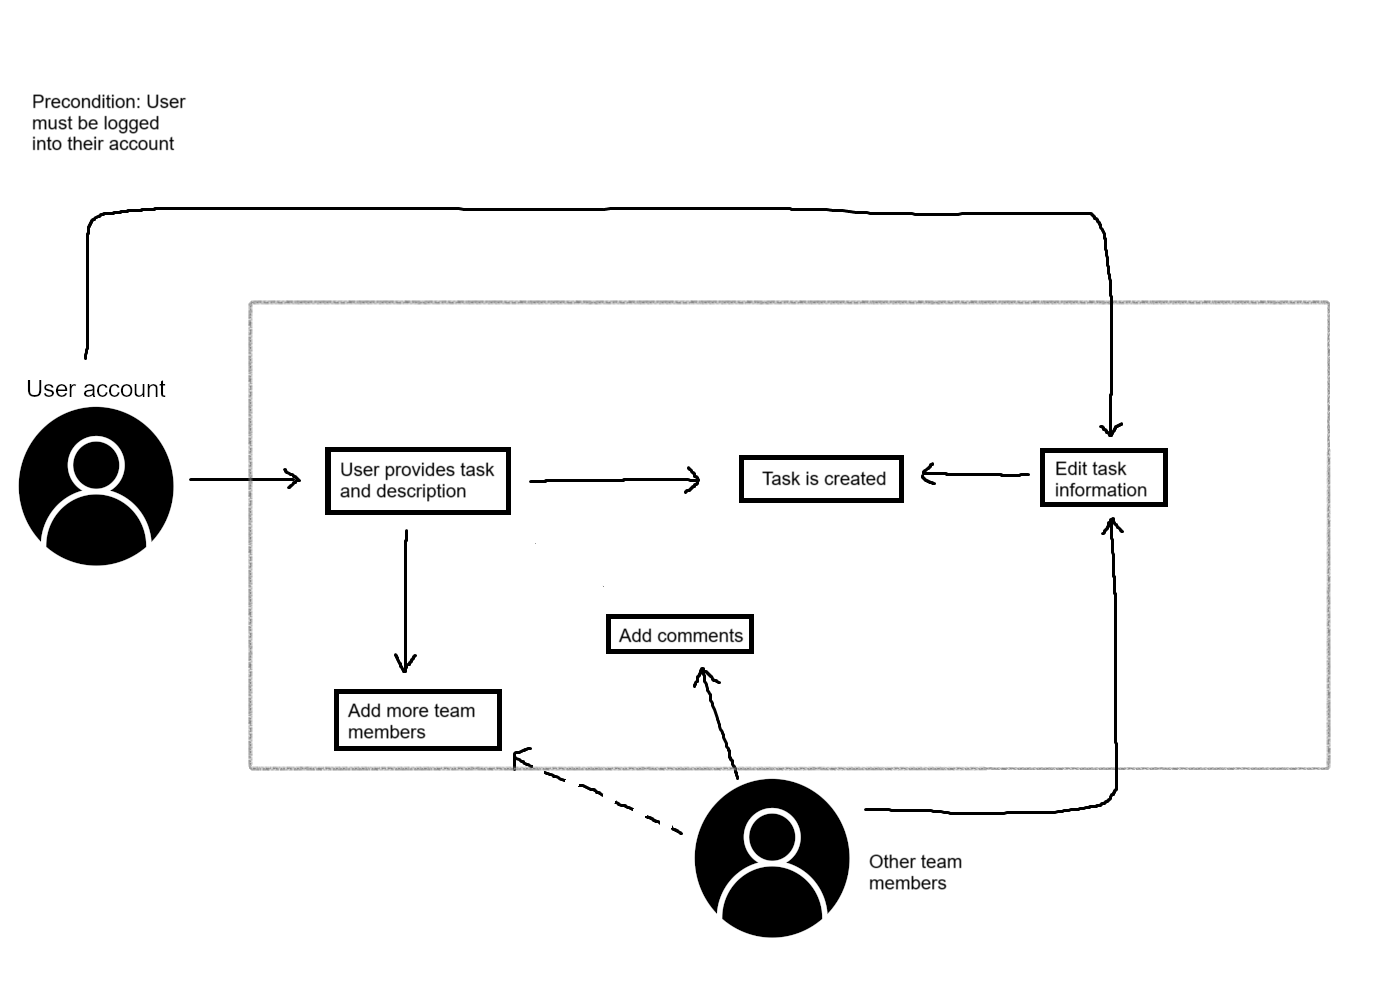 Precondition: User
must be logged
into their account
User account
User provides task
and description
Task is created
Edit task
information
Add comments
Add more team
members
Other team
members